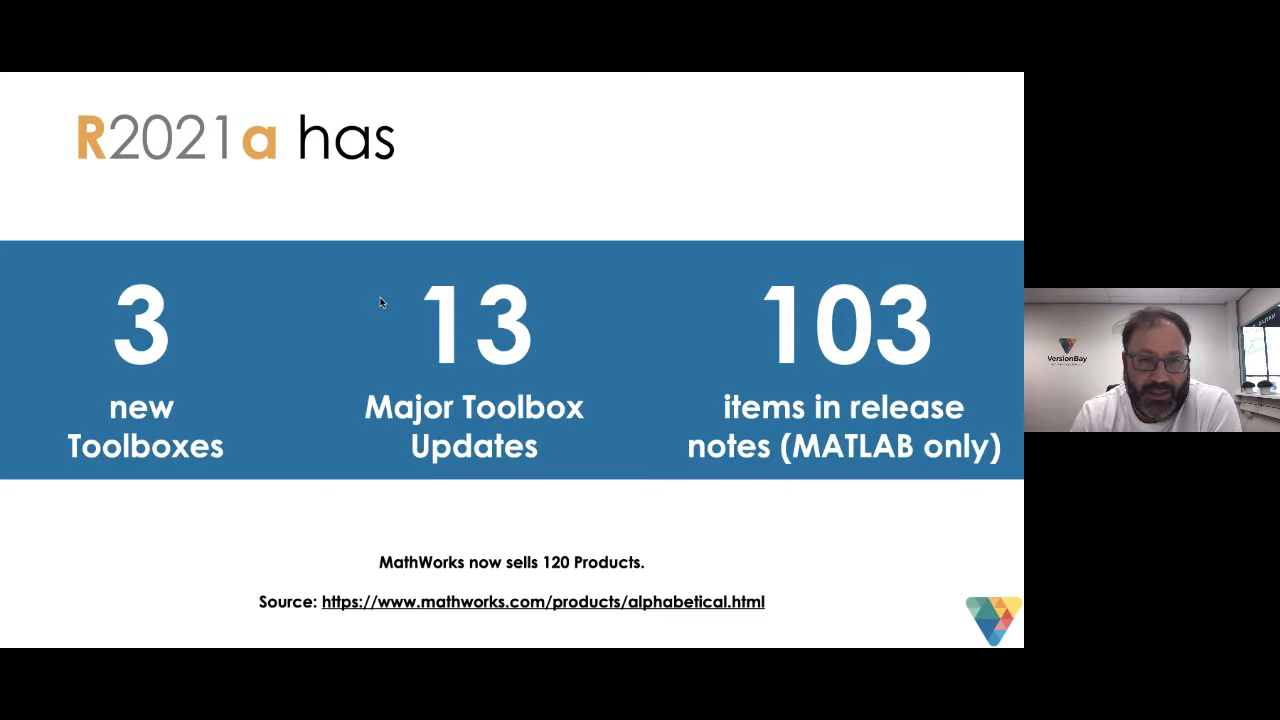 R2021a has
3
new
Toolboxes
13
Major Toolbox
Updates
103
items in release
notes (MATLAB only)
MathWorks now sells 120 Products.
Source: https://www.mathworks.com/products/alphabetical.html
VersionBay